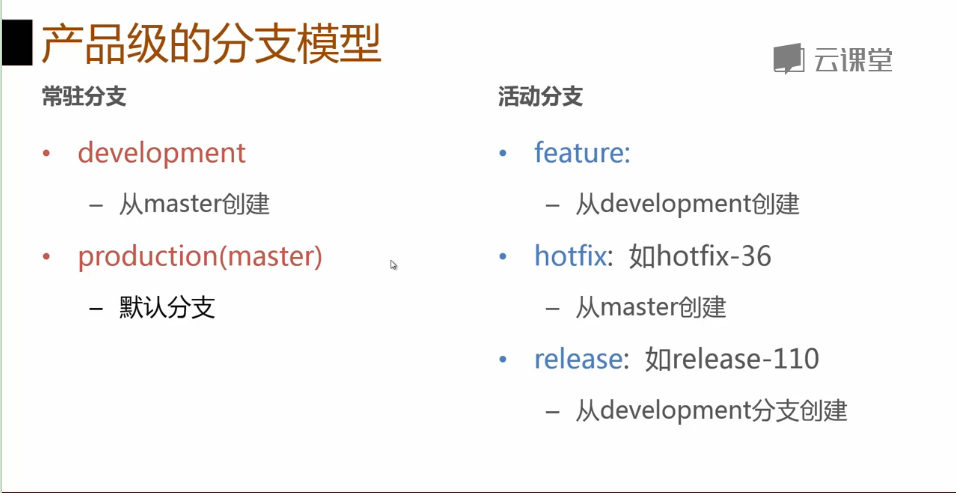 产品级的分支模型
云课堂
常驻分支
• development
– 从master创建
• production(master)
– 默认分支
活动分支
• feature:
– 从development创建
• hotfix: 如hotfix-36
– 从master创建
• release: 如release-110
– 从development分支创建